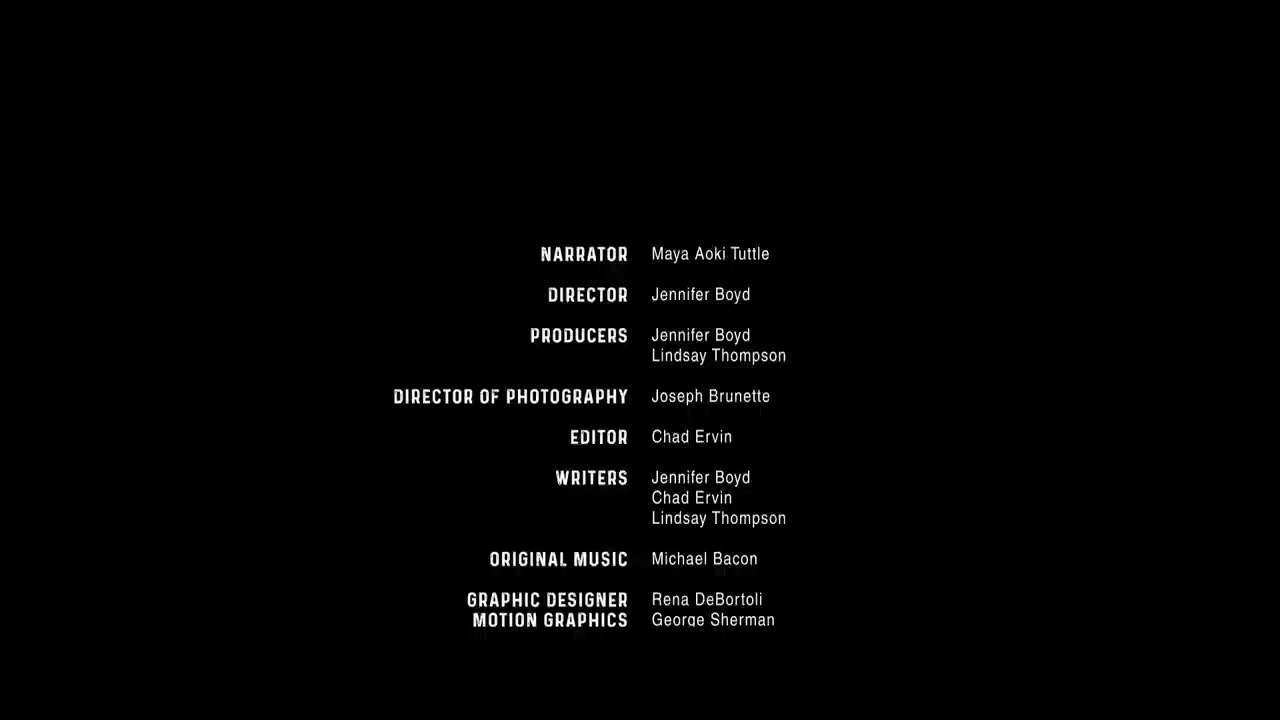 NARRATOR Maya Aoki Tuttle
DIRECTOR Jennifer Boyd
PRODUCERS Jennifer Boyd
Lindsay Thompson
DIRECTOR OF PHOTOGRAPHY Joseph Brunette
EDITOR Chad Ervin
WRITERS Jennifer Boyd
Chad Ervin
Lindsay Thompson
ORIGINAL MUSIC Michael Bacon
GRAPHIC DESIGNER Rena DeBortoli
MOTION GRAPHICS George Sherman